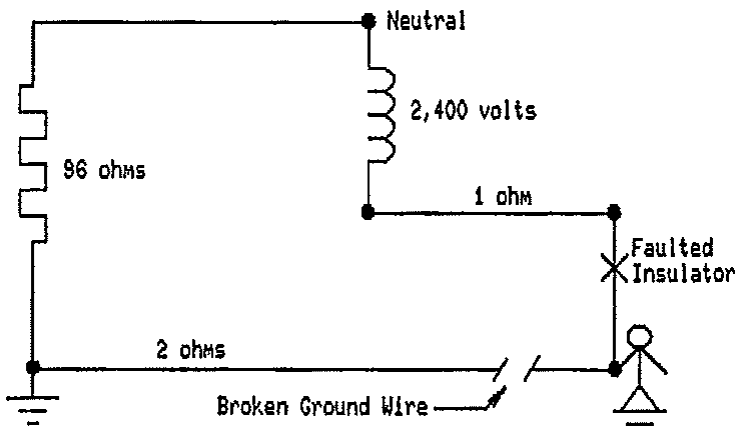 Neutral
2,400 volts
96 ohms
1 ohm
Faulted
Insulator
2 ohms
Broken Ground Wire